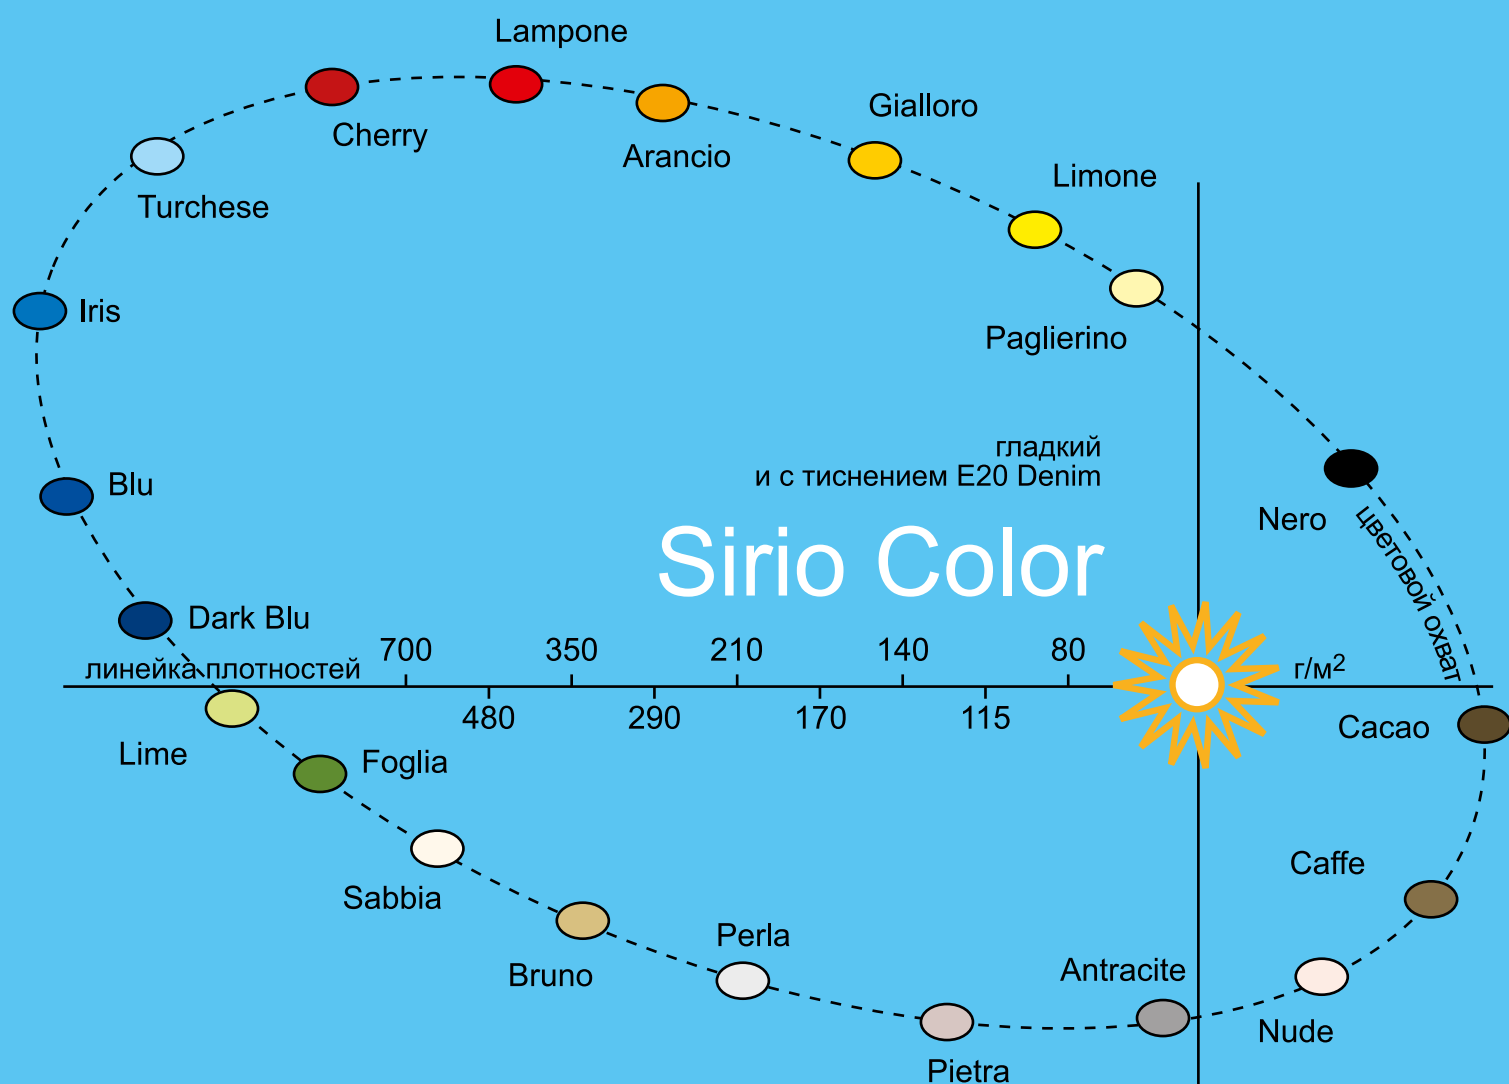 Lampone
Gialloro
Cherry
Arancio
Limone
Turchese
Iris
Paglierino
гладкий
и с тиснением E20 Denim
Blu
Nero
цветовой охват
Sirio Color
Dark Blu
700 350 210 140 80
линейка плотностей
г/м²
480 290 170 115
Cacao
Lime
Foglia
Caffe
Sabbia
Perla
Bruno
Antracite
Nude
Pietra